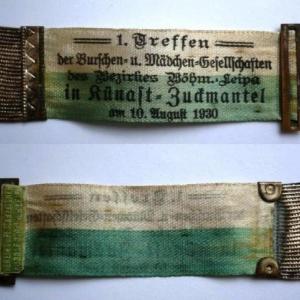 1. Treffen
der Burschen- u. Mädchen-Gesellschaften
des Bezirkes Böhm.-Leipa
in Künast-Zuckmantel
am 10. August 1930